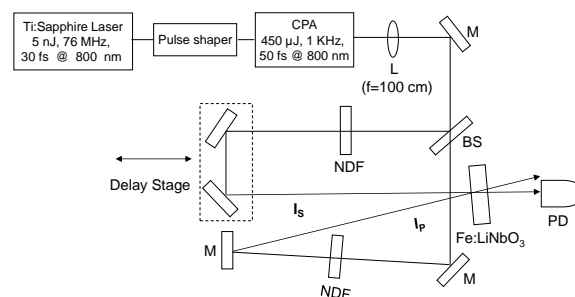 Ti:Sapphire Laser
5 nJ, 76 MHz,
30 fs @ 800 nm
Pulse shaper
CPA
450 µJ, 1 KHz,
50 fs @ 800 nm
L
(f=100 cm)
M
BS
NDF
Delay Stage
I_S
I_P
Fe:LiNbO₃
PD
M
NDF
M